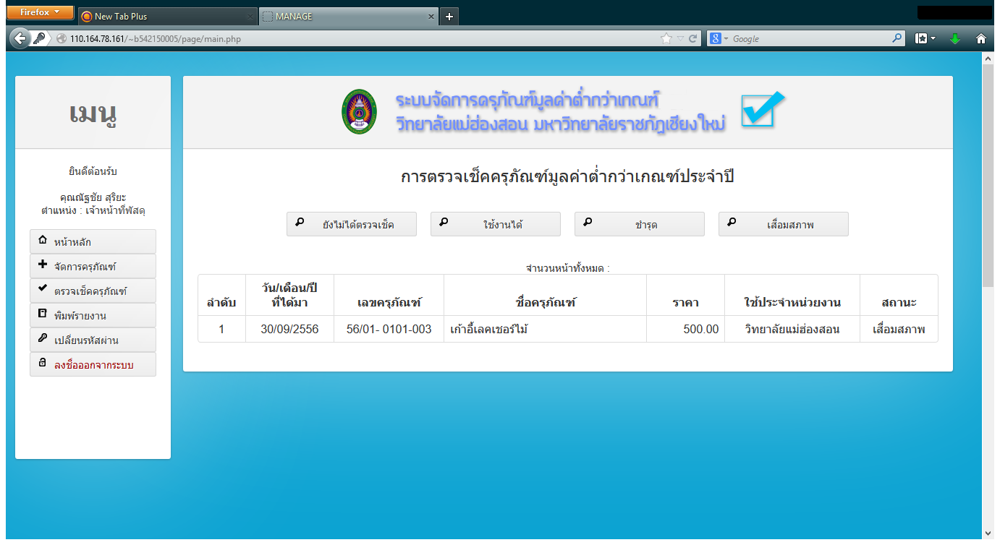 Firefox
New Tab Plus
MANAGE
110.164.78.161/~b542150005/page/main.php
Google
เมนู
ยินดีต้อนรับ
คุณณัฐชัย สุริยะ
ตำแหน่ง : เจ้าหน้าที่พัสดุ
หน้าหลัก
จัดการครุภัณฑ์
ตรวจเช็คครุภัณฑ์
พิมพ์รายงาน
เปลี่ยนรหัสผ่าน
ลงชื่อออกจากระบบ
ระบบจัดการครุภัณฑ์มูลค่าต่ำกว่าเกณฑ์
วิทยาลัยแม่ฮ่องสอน มหาวิทยาลัยราชภัฏเชียงใหม่
การตรวจเช็คครุภัณฑ์มูลค่าต่ำกว่าเกณฑ์ประจำปี
ยังไม่ได้ตรวจเช็ค ใช้งานได้ ชำรุด เสื่อมสภาพ
จำนวนหน้าทั้งหมด :
ลำดับ วัน/เดือน/ปี ที่ได้มา เลขครุภัณฑ์ ชื่อครุภัณฑ์ ราคา ใช้ประจำหน่วยงาน สถานะ
1 30/09/2556 56/01- 0101-003 เก้าอี้เลคเชอร์ไม้ 500.00 วิทยาลัยแม่ฮ่องสอน เสื่อมสภาพ